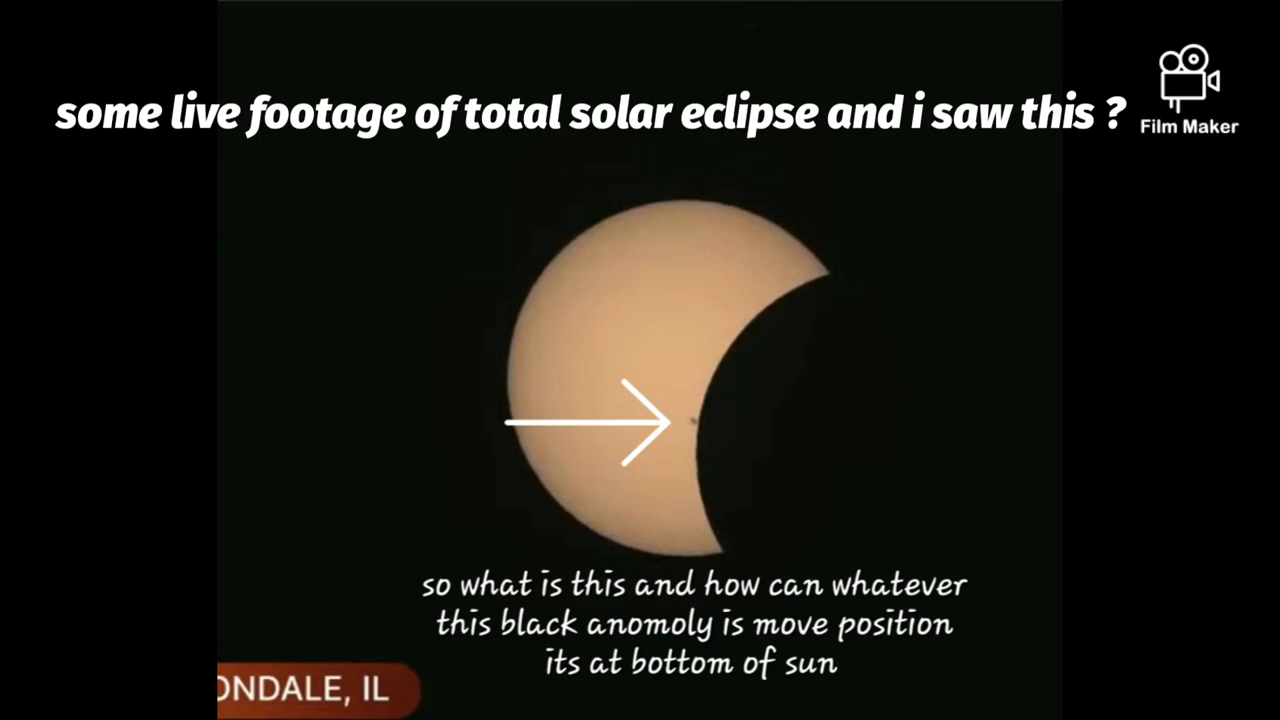 some live footage of total solar eclipse and i saw this ?
Film Maker
so what is this and how can whatever
this black anomoly is move position
its at bottom of sun
ONDALE, IL